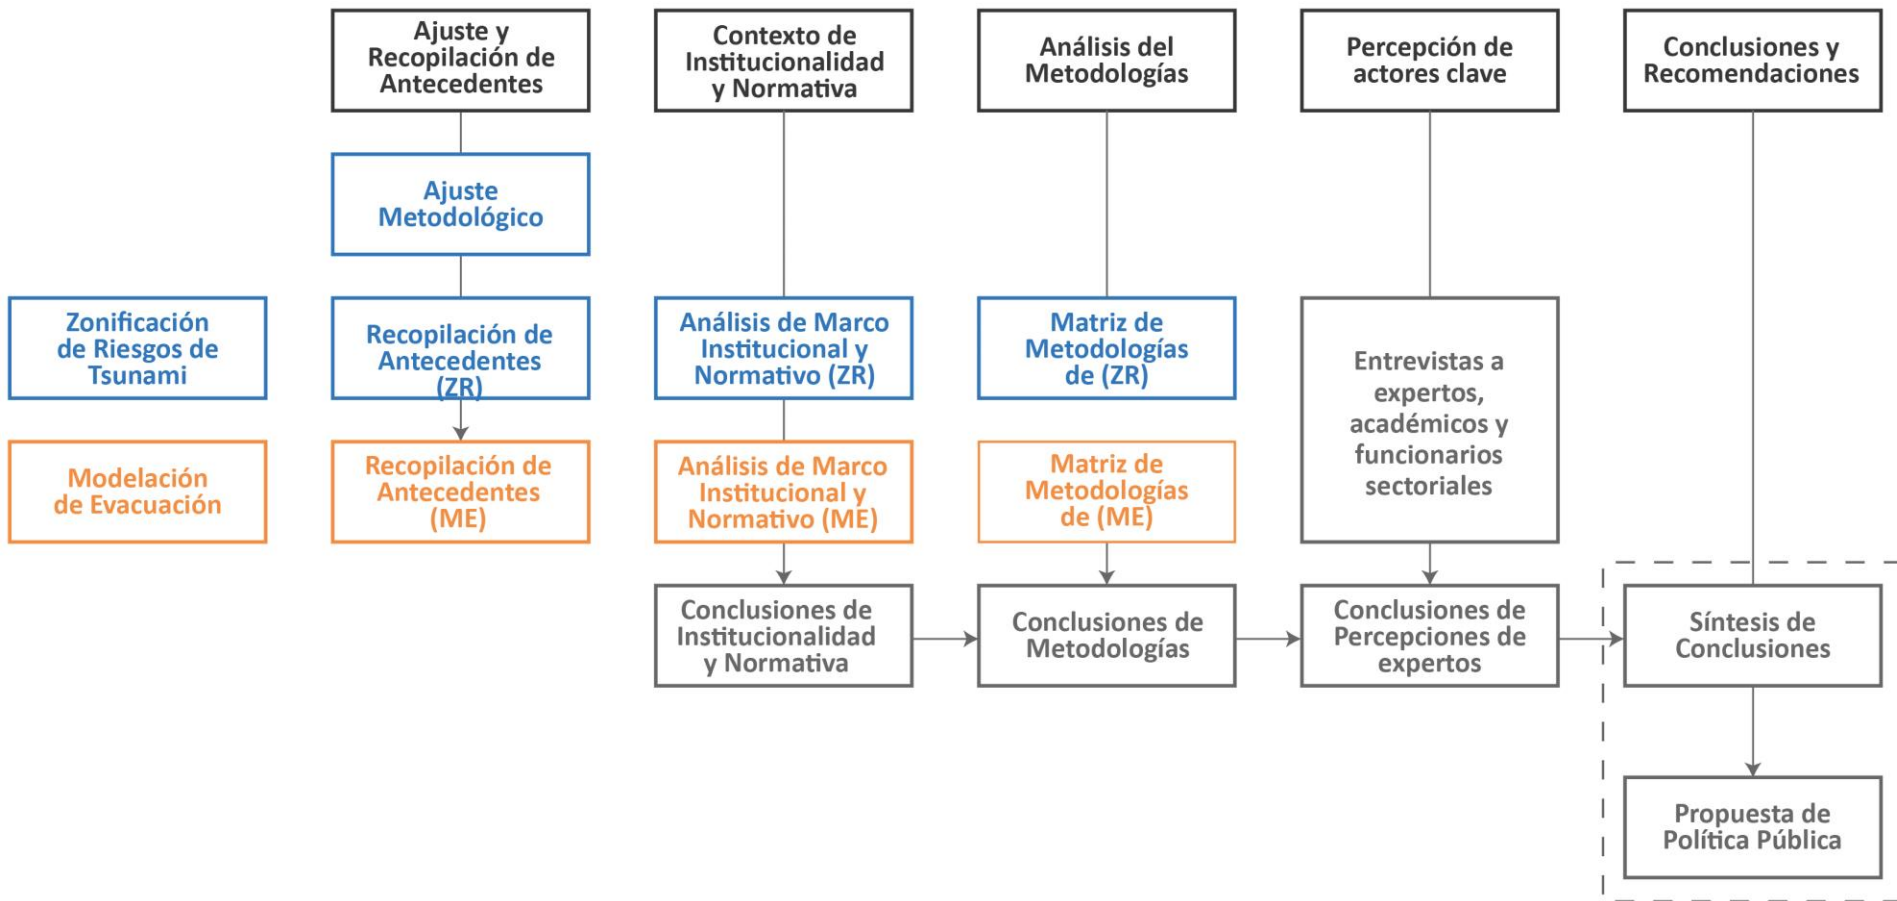 Ajuste y
Recopilación de
Antecedentes
Contexto de
Institucionalidad
y Normativa
Análisis del
Metodologías
Percepción de
actores clave
Conclusiones y
Recomendaciones
Ajuste
Metodológico
Zonificación
de Riesgos de
Tsunami
Recopilación de
Antecedentes
(ZR)
Análisis de Marco
Institucional y
Normativo (ZR)
Matriz de
Metodologías
de (ZR)
Entrevistas a
expertos,
académicos y
funcionarios
sectoriales
Modelación
de Evacuación
Recopilación de
Antecedentes
(ME)
Análisis de Marco
Institucional y
Normativo (ME)
Matriz de
Metodologías
de (ME)
Conclusiones de
Institucionalidad
y Normativa
Conclusiones de
Metodologías
Conclusiones de
Percepciones de
expertos
Síntesis de
Conclusiones
Propuesta de
Política Pública